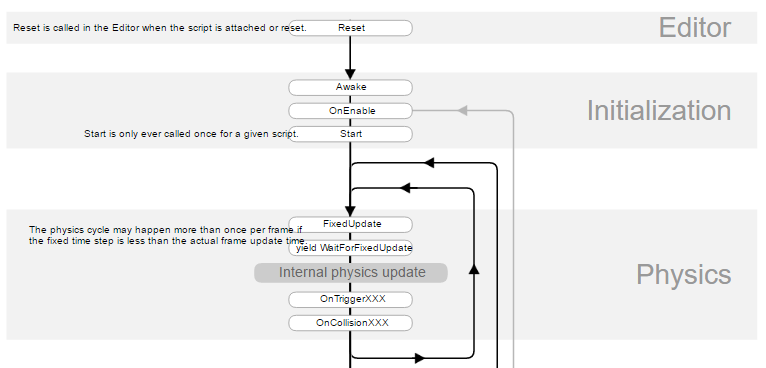 Reset is called in the Editor when the script is attached or reset.
Reset
Editor
Awake
OnEnable
Initialization
Start is only ever called once for a given script.
Start
FixedUpdate
The physics cycle may happen more than once per frame if
the fixed time step is less than the actual frame update time.
yield WaitForFixedUpdate
Internal physics update
Physics
OnTriggerXXX
OnCollisionXXX